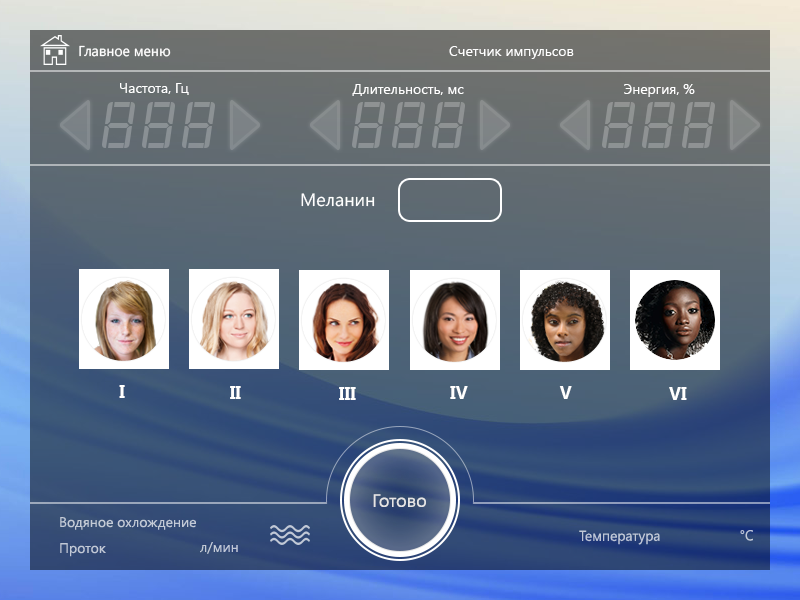 Главное меню
Счетчик импульсов
Частота, Гц
Длительность, мс
Энергия, %
888
888
888
Меланин
I
II
III
IV
V
VI
Готово
Водяное охлождение
Проток
л/мин
Температура
°C